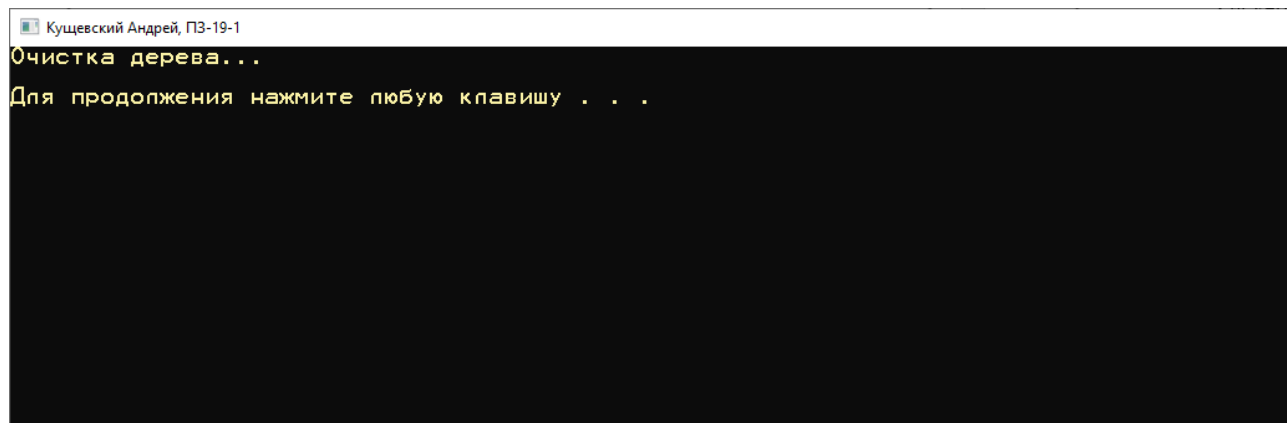 Кущевский Андрей, ПЗ-19-1
Очистка дерева...
Для продолжения нажмите любую клавишу . . .